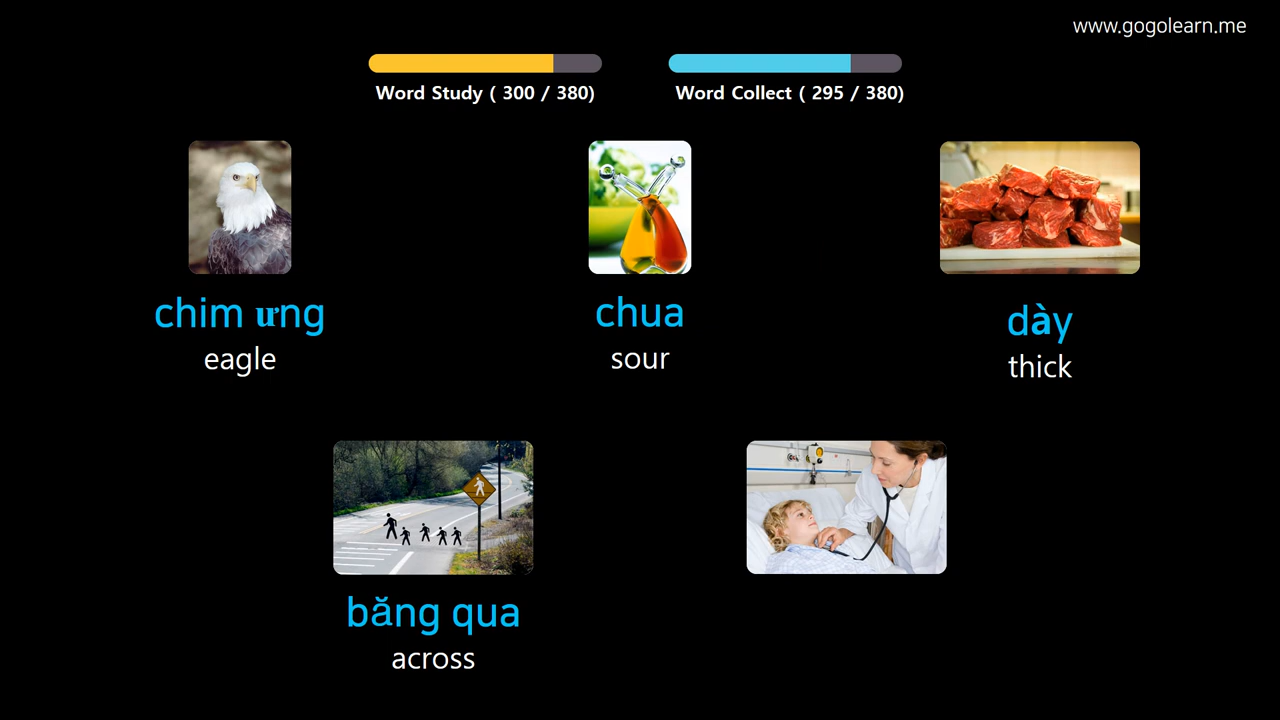 www.gogolearn.me
Word Study ( 300 / 380)
Word Collect ( 295 / 380)
chim ưng
eagle
chua
sour
dày
thick
băng qua
across